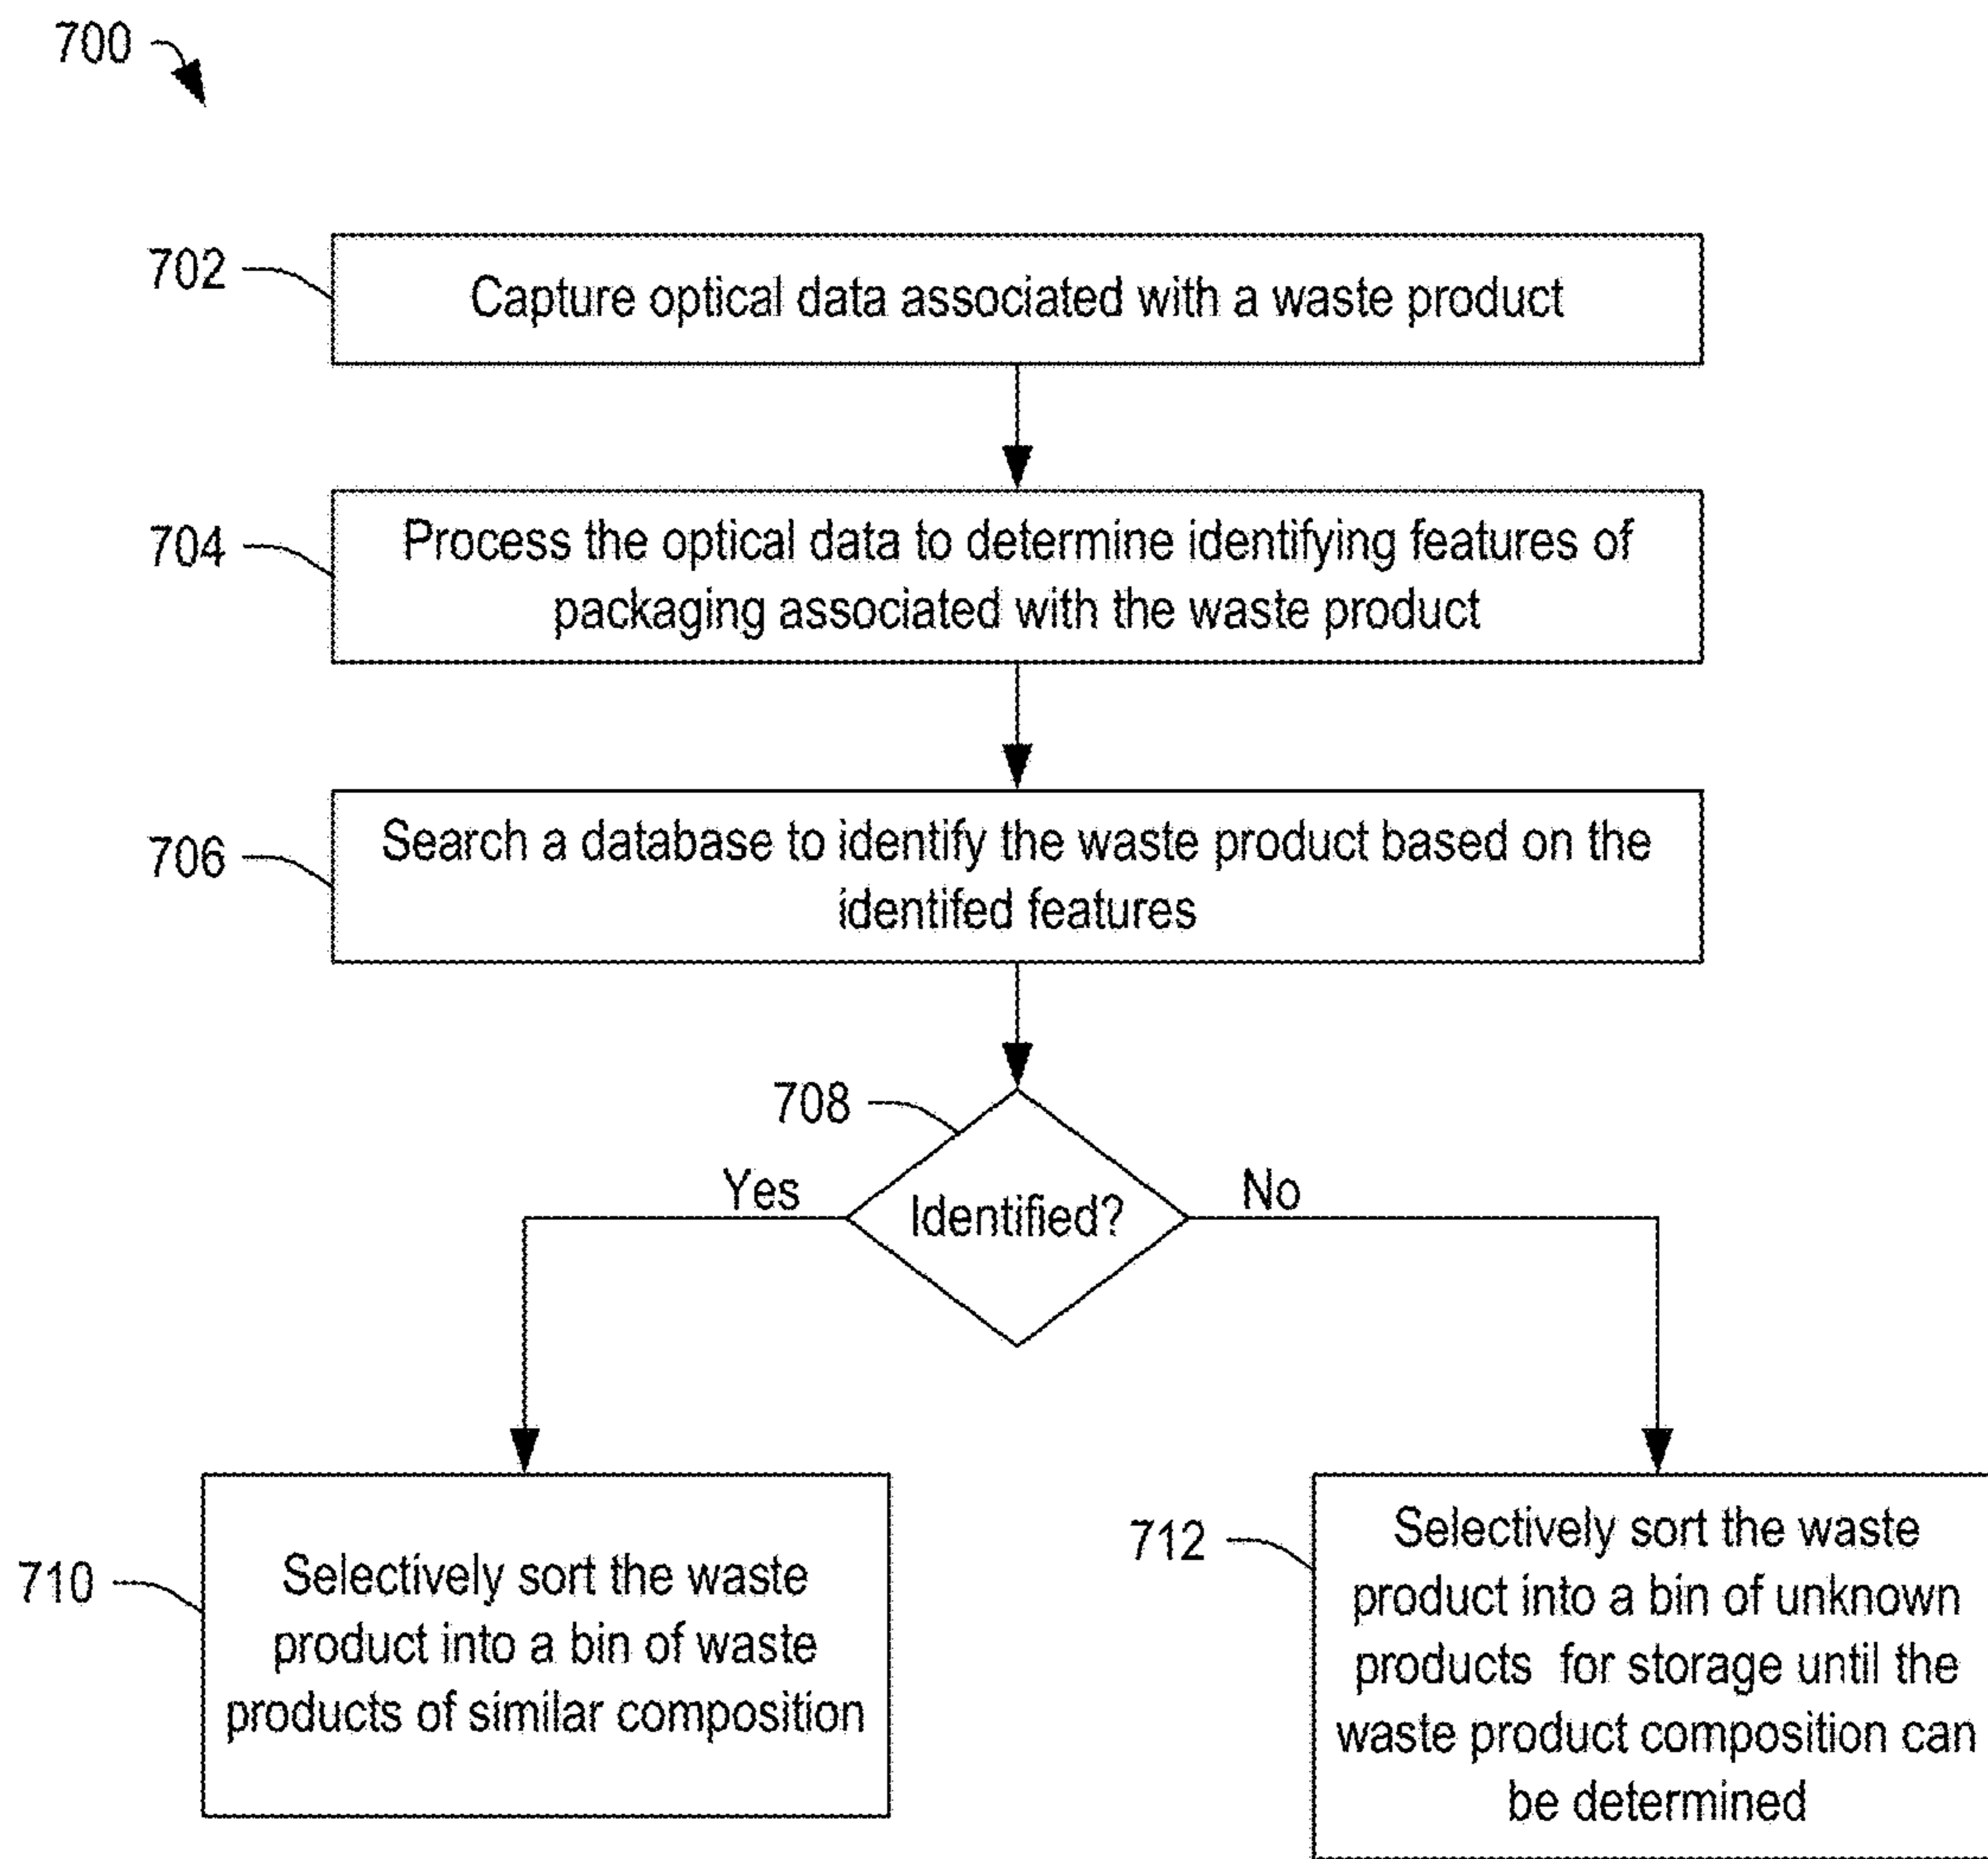 700
702
Capture optical data associated with a waste product
704
Process the optical data to determine identifying features of
packaging associated with the waste product
706
Search a database to identify the waste product based on the
identifed features
708
Yes
Identified?
No
710
Selectively sort the waste
product into a bin of waste
products of similar composition
712
Selectively sort the waste
product into a bin of unknown
products for storage until the
waste product composition can
be determined